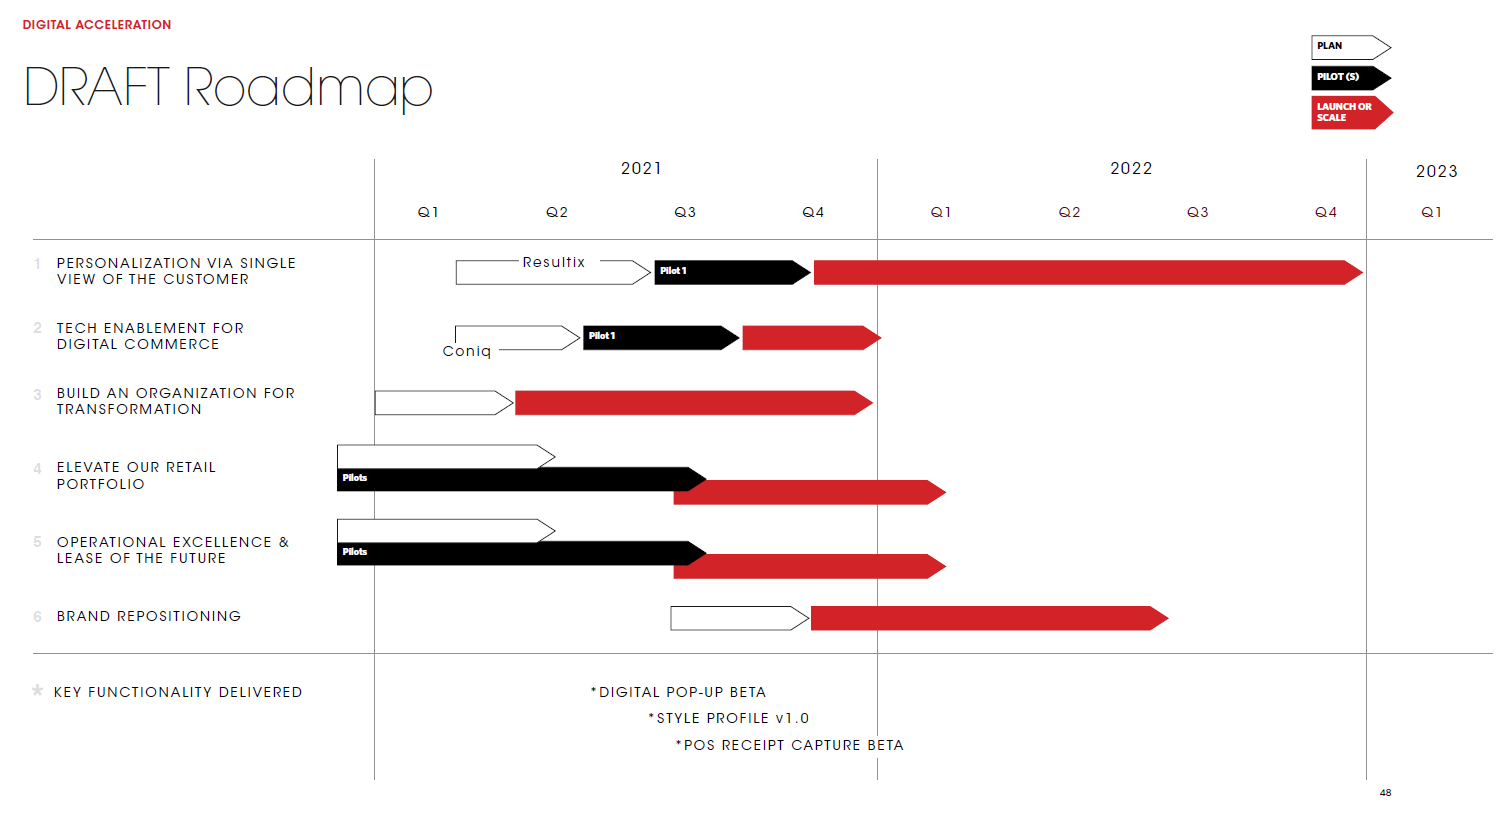 DIGITAL ACCELERATION
DRAFT Roadmap
PLAN
PILOT (S)
LAUNCH OR
SCALE
2021
2022
2023
Q1 Q2 Q3 Q4 Q1 Q2 Q3 Q4 Q1
1 PERSONALIZATION VIA SINGLE
VIEW OF THE CUSTOMER
Resultix
Pilot 1
2 TECH ENABLEMENT FOR
DIGITAL COMMERCE
Coniq
Pilot 1
3 BUILD AN ORGANIZATION FOR
TRANSFORMATION
4 ELEVATE OUR RETAIL
PORTFOLIO
Pilots
5 OPERATIONAL EXCELLENCE &
LEASE OF THE FUTURE
Pilots
6 BRAND REPOSITIONING
* KEY FUNCTIONALITY DELIVERED
*DIGITAL POP-UP BETA
*STYLE PROFILE v1.0
*POS RECEIPT CAPTURE BETA
48